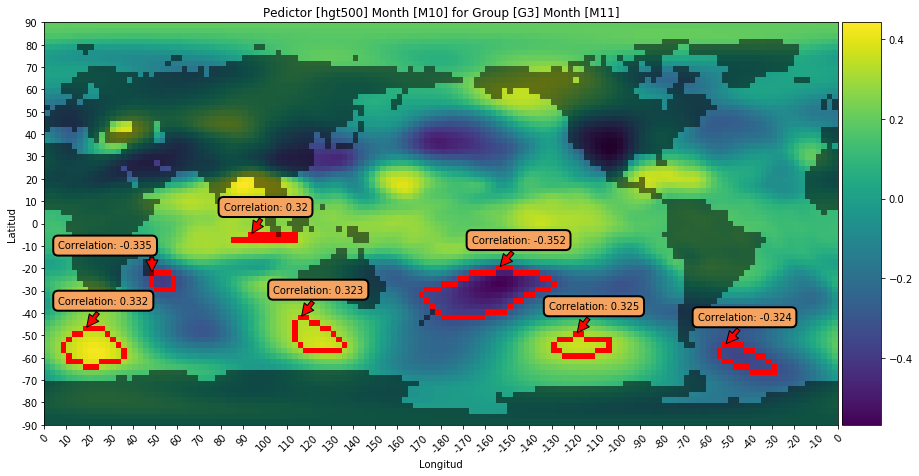 Pedictor [hgt500] Month [M10] for Group [G3] Month [M11]
90
80
70
60
50
40
30
20
10
0
-10
-20
-30
-40
-50
-60
-70
-80
-90
Latitud
Correlation: 0.32
Correlation: -0.335
Correlation: -0.352
Correlation: 0.332
Correlation: 0.323
Correlation: 0.325
Correlation: -0.324
0 10 20 30 40 50 60 70 80 90 100 110 120 130 140 150 160 170 180 -170 -160 -150 -140 -130 -120 -110 -100 -90 -80 -70 -60 -50 -40 -30 -20 -10 0
Longitud
0.4
0.2
0.0
-0.2
-0.4